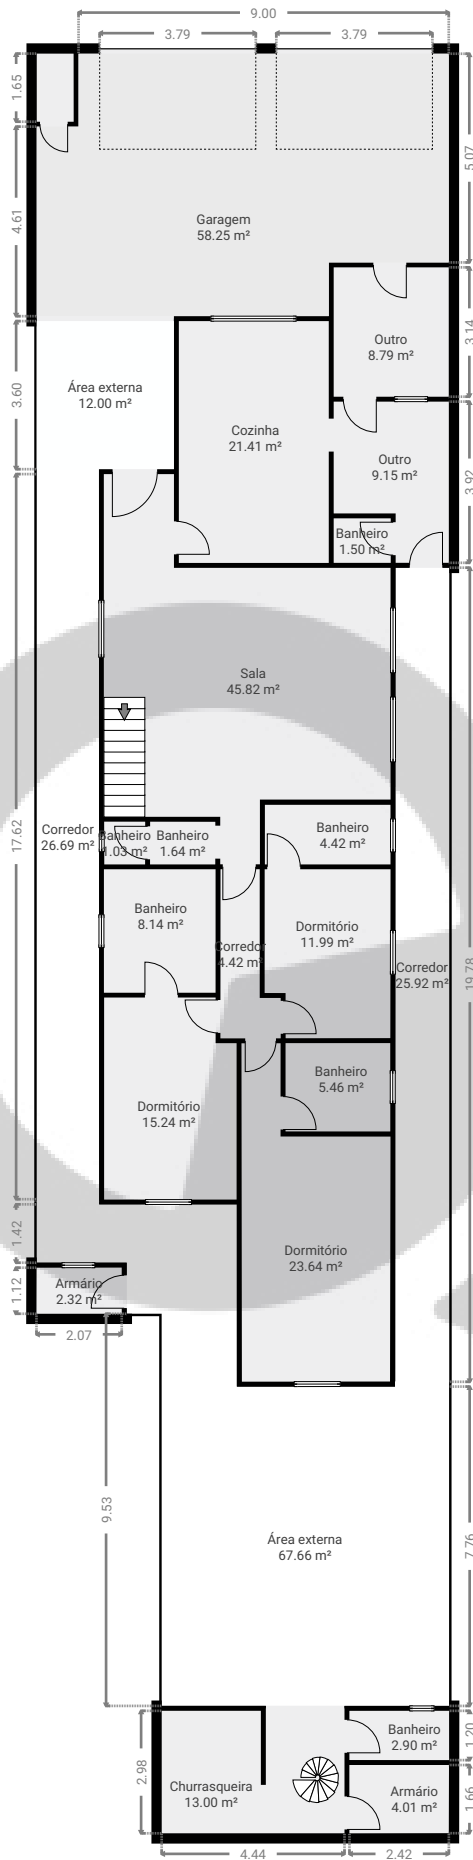 9.00
3.79
3.79
1.65
5.07
4.61
Garagem
58.25 m²
3.14
Outro
8.79 m²
3.60
Área externa
12.00 m²
Cozinha
21.41 m²
3.92
Outro
9.15 m²
Banheiro
1.50 m²
Sala
45.82 m²
17.62
Corredor
26.69 m²
Banheiro
1.03 m²
Banheiro
1.64 m²
Banheiro
4.42 m²
Banheiro
8.14 m²
Dormitório
11.99 m²
Corredor
4.42 m²
Corredor
25.92 m²
19.78
Banheiro
5.46 m²
Dormitório
15.24 m²
1.42
Dormitório
23.64 m²
1.12
Armário
2.32 m²
2.07
9.53
Área externa
67.66 m²
7.76
Banheiro
2.90 m²
1.20
2.98
Churrasqueira
13.00 m²
Armário
4.01 m²
1.66
4.44
2.42